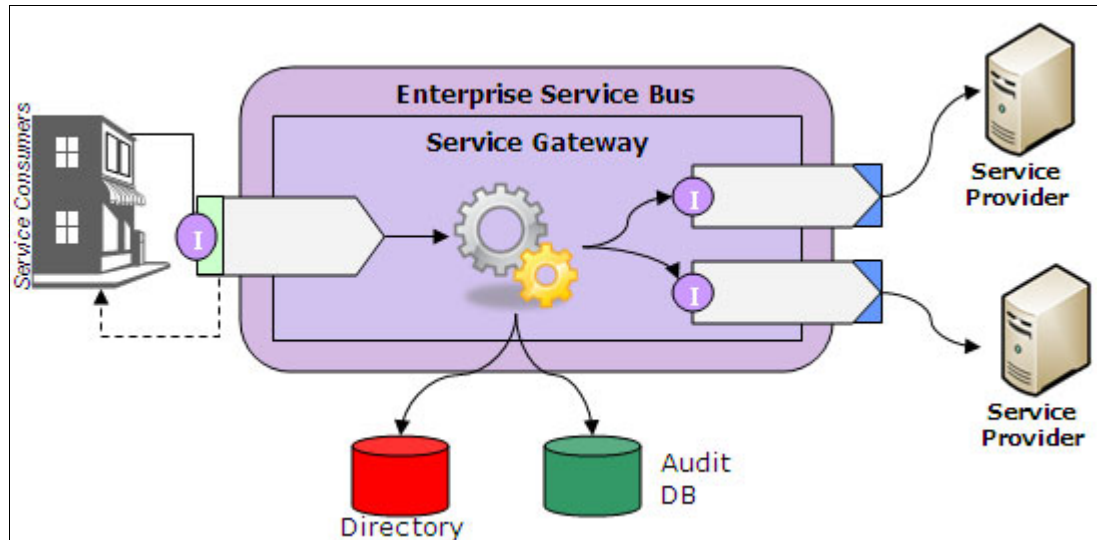 Enterprise Service Bus
Service Gateway
Service Consumers
I
I
I
Service
Provider
Service
Provider
Directory
Audit
DB